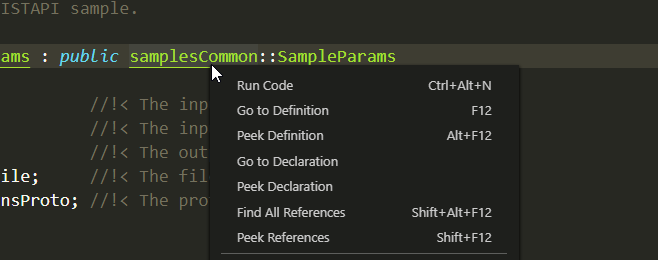 ISTAPI sample.
ams : public samplesCommon::SampleParams
Run Code Ctrl+Alt+N
//!< The inp
Go to Definition F12
//!< The inp
Peek Definition Alt+F12
//!< The out
Go to Declaration
ile; //!< The fil
Peek Declaration
nsProto; //!< The pro
Find All References Shift+Alt+F12
Peek References Shift+F12